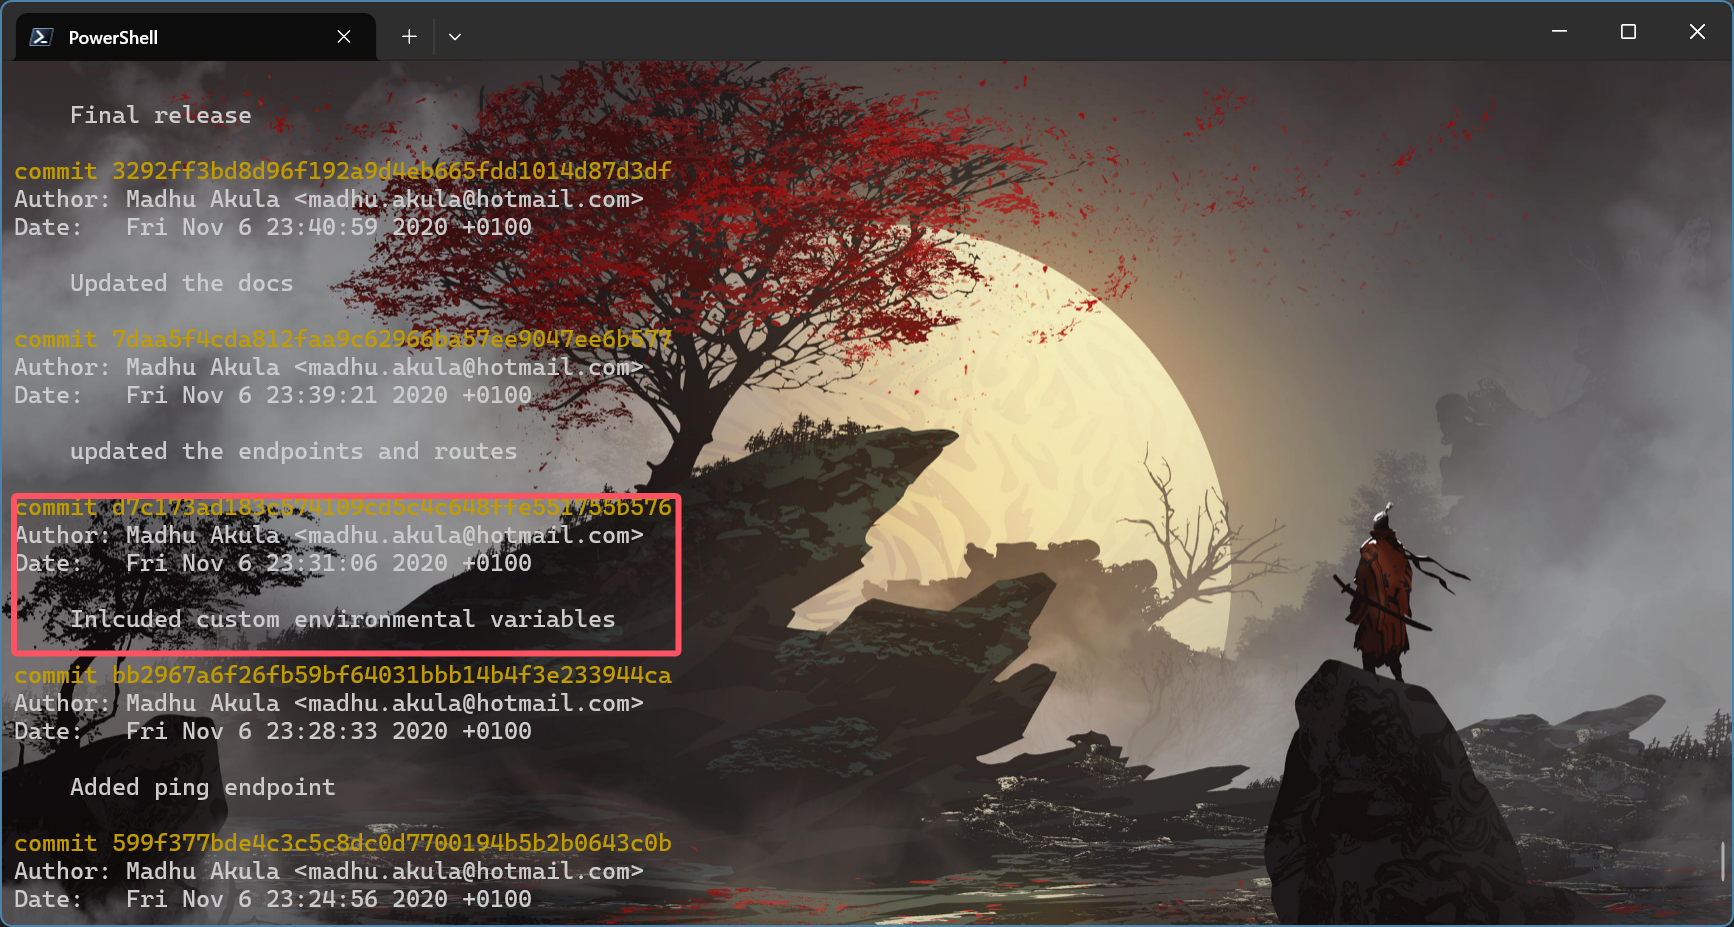 PowerShell
Final release
commit 3292ff3bd8d96f192a9d4eb665fdd1014d87d3df
Author: Madhu Akula <madhu.akula@hotmail.com>
Date:   Fri Nov 6 23:40:59 2020 +0100
Updated the docs
commit 7daa5f4cda812faa9c62966ba57ee9047ee6b577
Author: Madhu Akula <madhu.akula@hotmail.com>
Date:   Fri Nov 6 23:39:21 2020 +0100
updated the endpoints and routes
commit d7c173ad183c574109cd5c4c648ffe551755b576
Author: Madhu Akula <madhu.akula@hotmail.com>
Date:   Fri Nov 6 23:31:06 2020 +0100
Inlcuded custom environmental variables
commit bb2967a6f26fb59bf64031bbb14b4f3e233944ca
Author: Madhu Akula <madhu.akula@hotmail.com>
Date:   Fri Nov 6 23:28:33 2020 +0100
Added ping endpoint
commit 599f377bde4c3c5c8dc0d7700194b5b2b0643c0b
Author: Madhu Akula <madhu.akula@hotmail.com>
Date:   Fri Nov 6 23:24:56 2020 +0100